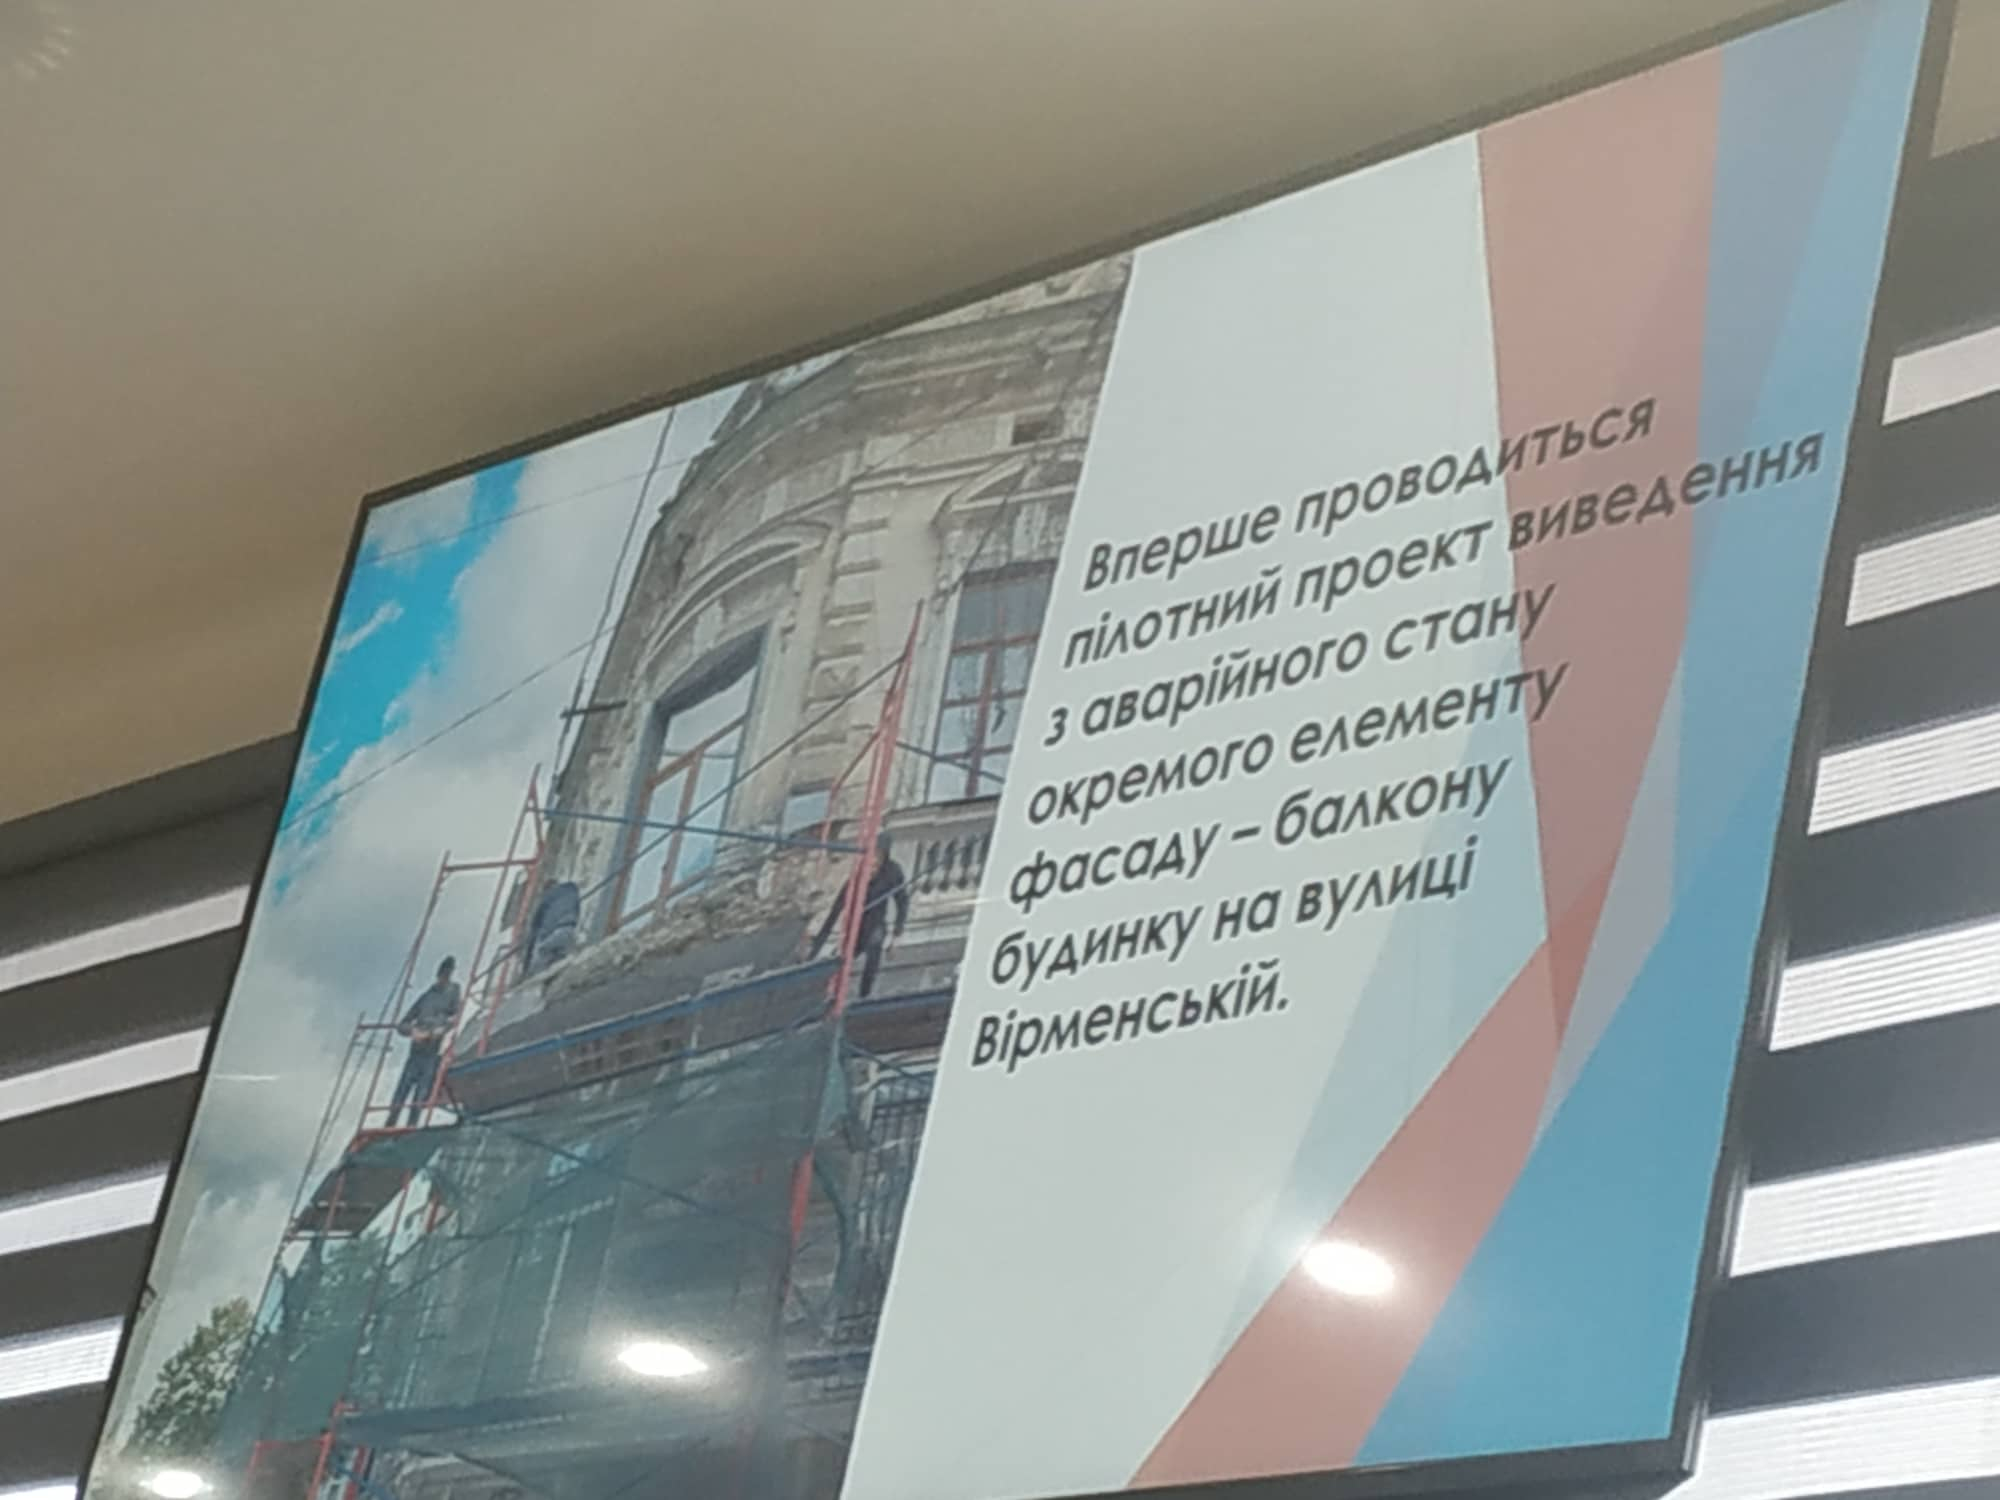 Вперше проводиться
пілотний проект виведення
з аварійного стану
окремого елементу
фасаду – балкону
будинку на вулиці
Вірменській.